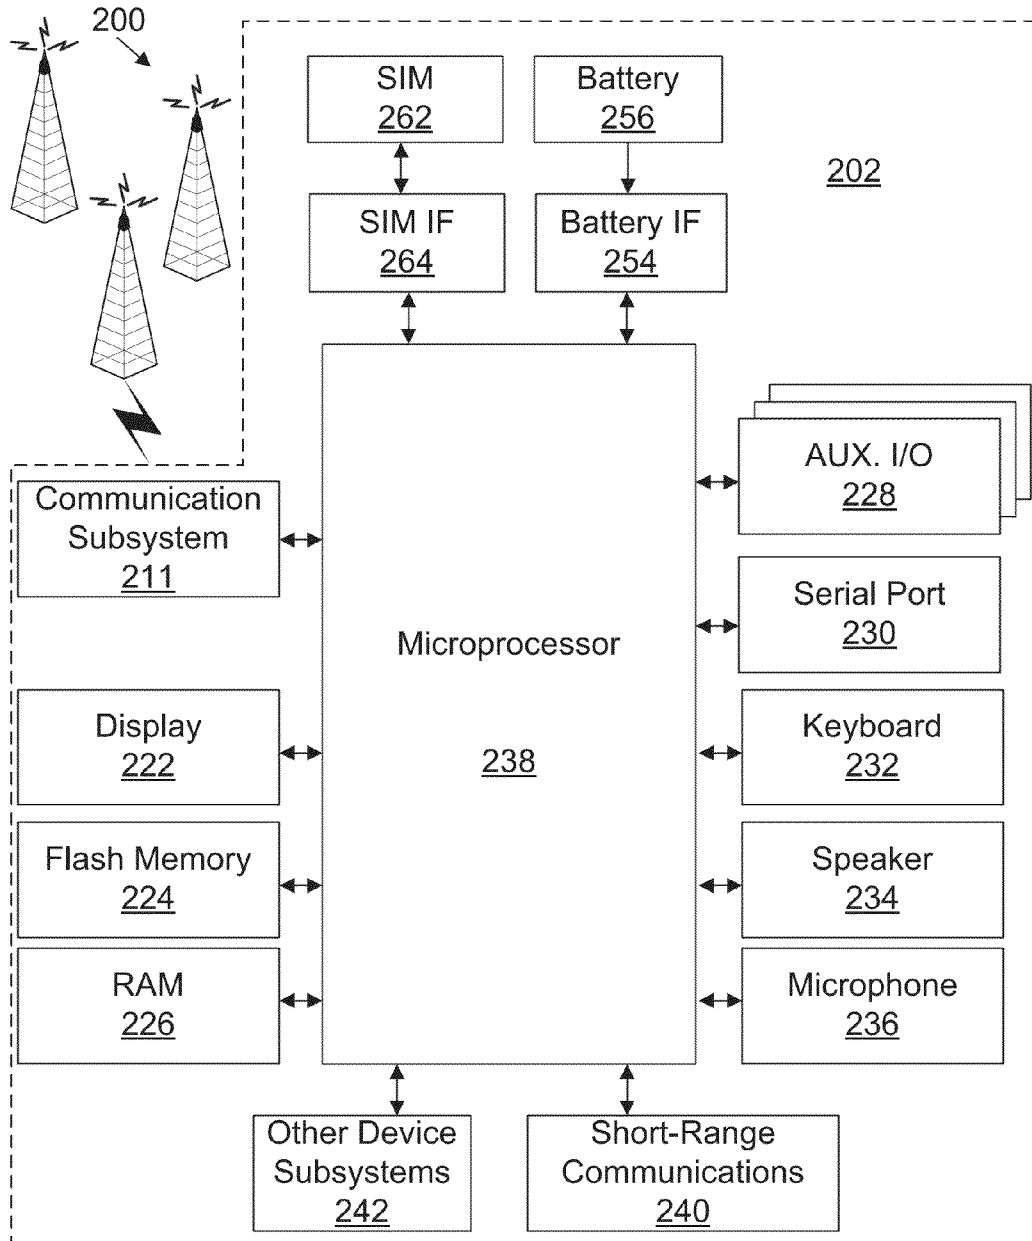 200
SIM
262
Battery
256
202
SIM IF
264
Battery IF
254
AUX. I/O
228
Communication
Subsystem
211
Serial Port
230
Microprocessor
238
Display
222
Keyboard
232
Flash Memory
224
Speaker
234
RAM
226
Microphone
236
Other Device
Subsystems
242
Short-Range
Communications
240